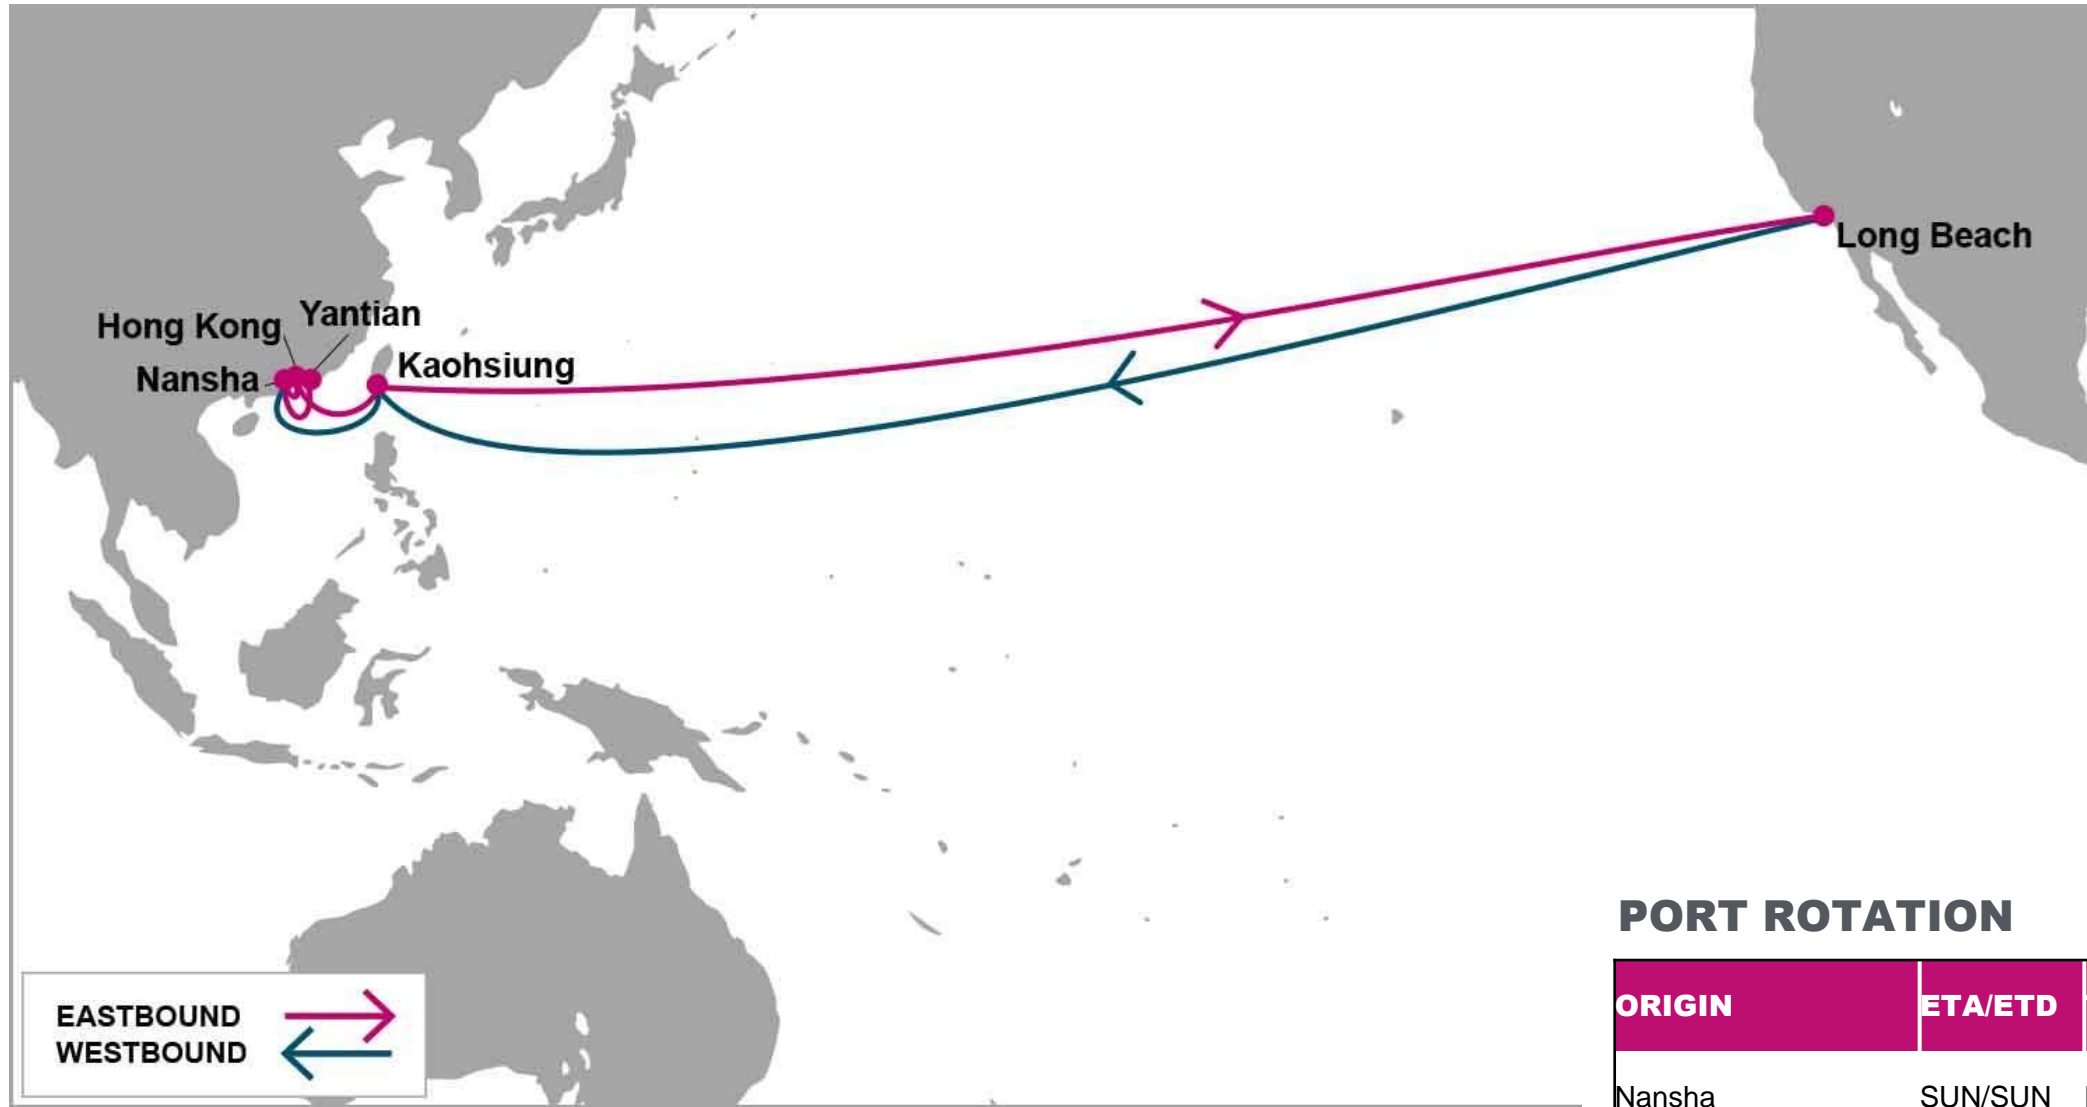 Hong Kong
Yantian
Nansha
Kaohsiung
Long Beach
EASTBOUND
WESTBOUND
PORT ROTATION
ORIGIN ETA/ETD
Nansha SUN/SUN